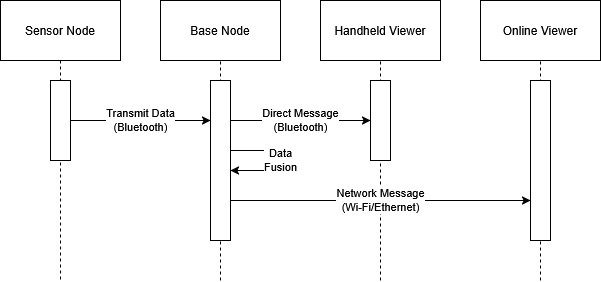 Sensor Node
Base Node
Handheld Viewer
Online Viewer
Transmit Data
(Bluetooth)
Direct Message
(Bluetooth)
Data
Fusion
Network Message
(Wi-Fi/Ethernet)